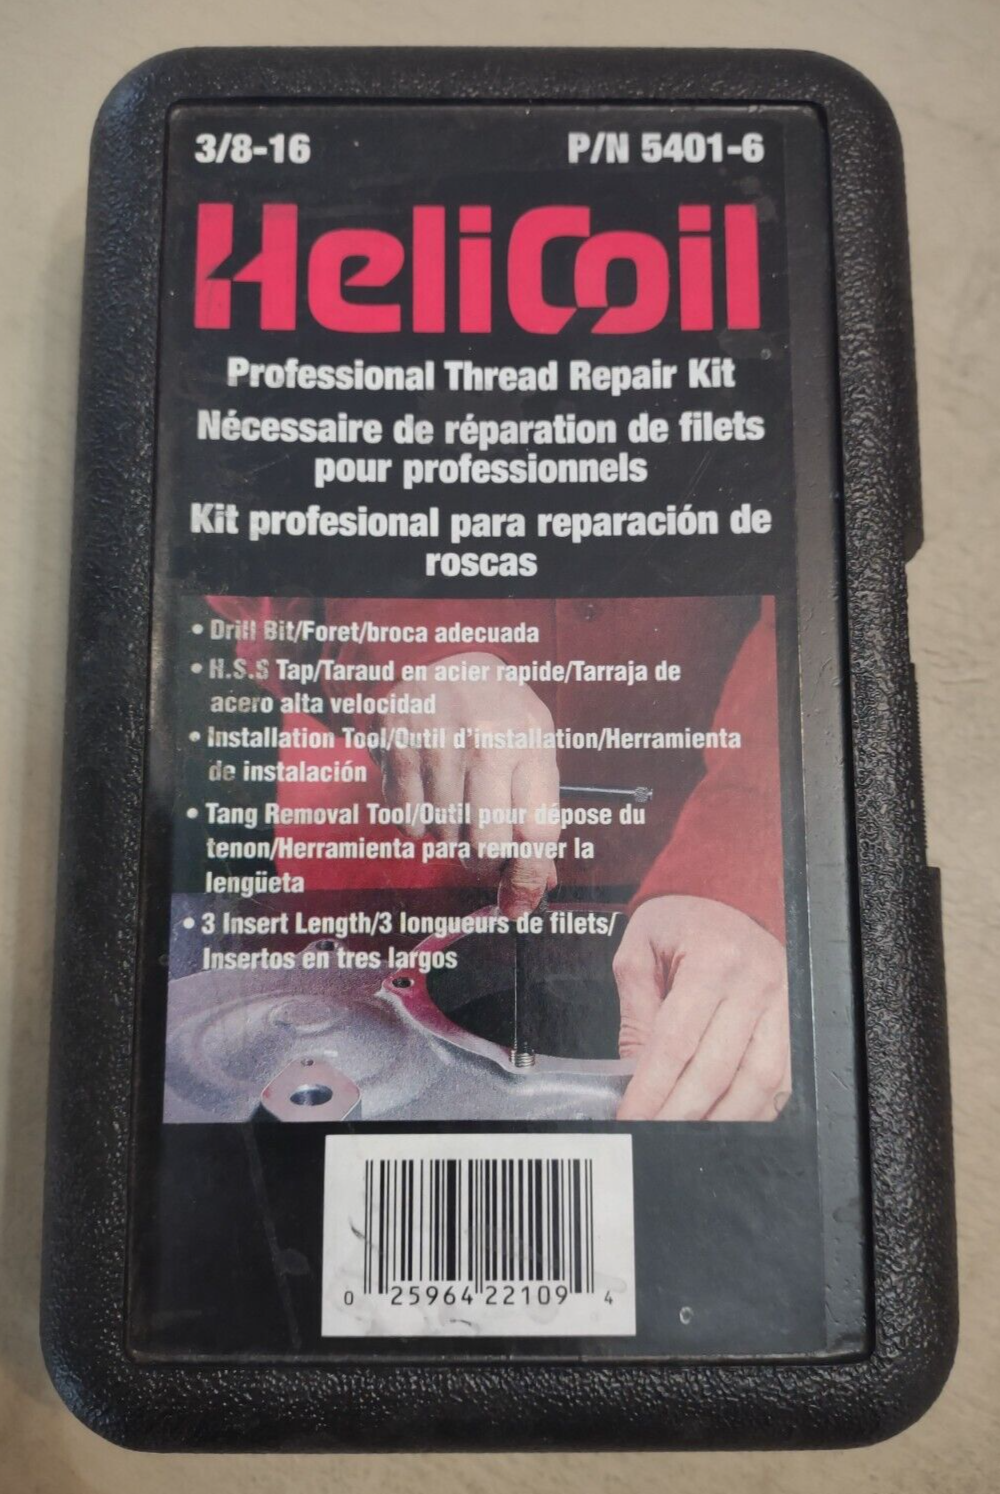 3/8-16 P/N 5401-6
HeliCoil
Professional Thread Repair Kit
Nécessaire de réparation de filets
pour professionnels
Kit profesional para reparación de
roscas
• Drill Bit/Foret/broca adecuada
• H.S.S Tap/Taraud en acier rapide/Tarraja de
acero alta velocidad
• Installation Tool/Outil d'installation/Herramienta
de instalación
• Tang Removal Tool/Outil pour dépose du
tenon/Herramienta para remover la
lengüeta
• 3 Insert Length/3 longueurs de filets/
Insertos en tres largos
0 25964 22109 4